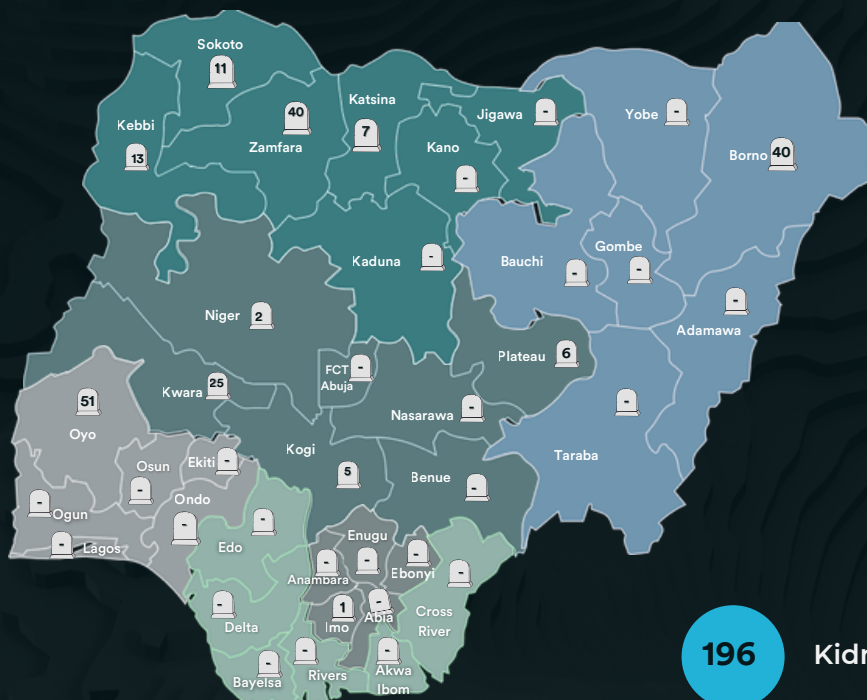 Sokoto
11
Kebbi
13
40
Zamfara
Katsina
7
Kano
-
Jigawa -
Yobe -
Borno 40
Kaduna -
Bauchi -
Gombe
-
-
Adamawa
Niger 2
Plateau 6
FCT
Abuja -
Kwara 25
Nasarawa -
51
Oyo
-
Taraba
Kogi
5
Benue -
Osun
-
Ekiti -
Ondo
-
- Ogun
- Lagos
-
Edo
Enugu
-
-
Anambara
-
Ebonyi
-
Cross
River
-
Delta
1
Imo
-
Abia
-
Bayelsa
-
Rivers
-
Akwa
Ibom
196